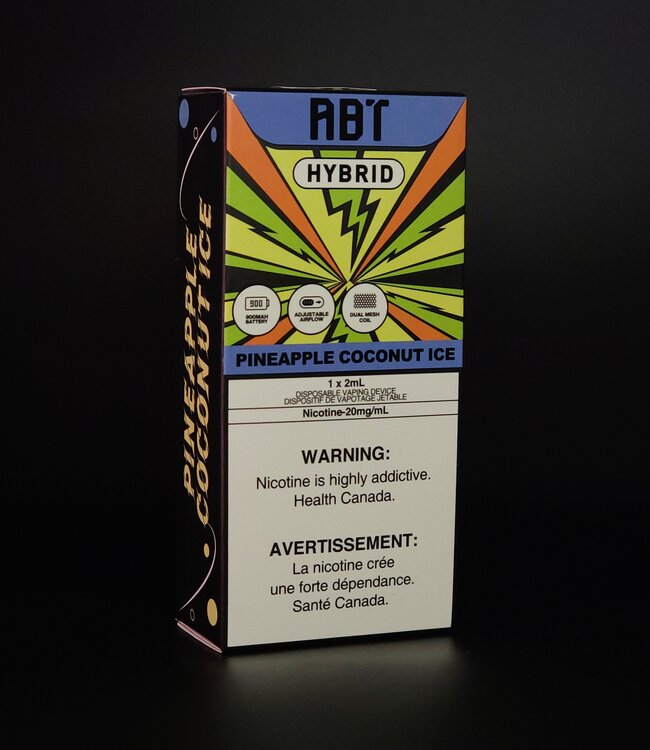 ABT
HYBRID
900
900MAH
BATTERY
ADJUSTABLE
AIRFLOW
DUAL MESH
COIL
PINEAPPLE COCONUT ICE
1 x 2mL
DISPOSABLE VAPING DEVICE
DISPOSITIF DE VAPOTAGE JETABLE
Nicotine-20mg/mL
WARNING:
Nicotine is highly addictive.
Health Canada.
AVERTISSEMENT:
La nicotine crée
une forte dépendance.
Santé Canada.
PINEAPPLE
COCONUT ICE